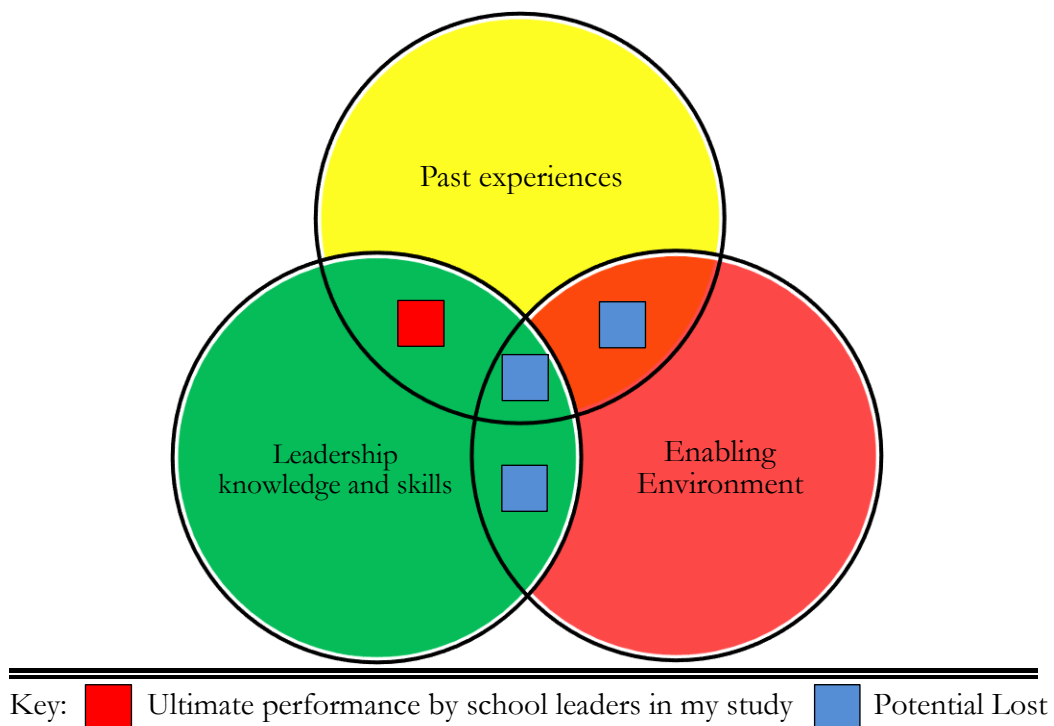 Past experiences
Leadership
knowledge and skills
Enabling
Environment
Key: Ultimate performance by school leaders in my study Potential Lost